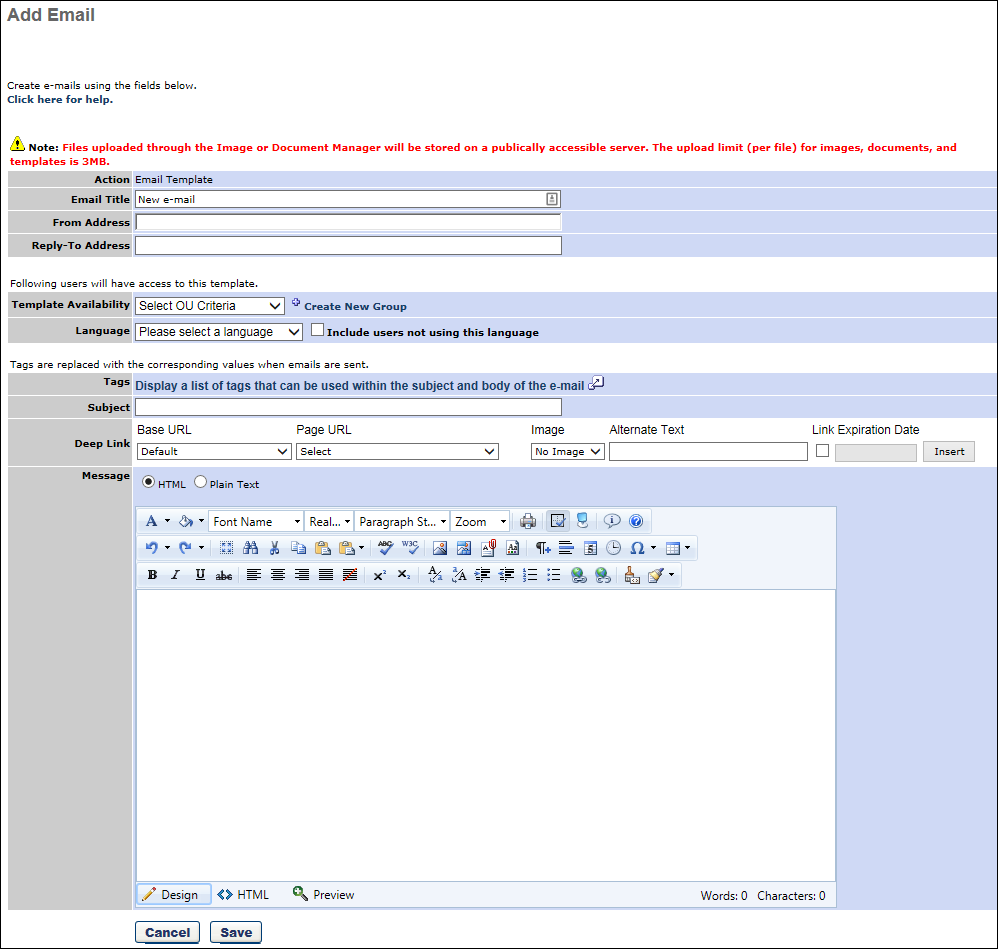 Add Email
Create e-mails using the fields below.
Click here for help.
Note: Files uploaded through the Image or Document Manager will be stored on a publically accessible server. The upload limit (per file) for images, documents, and
templates is 3MB.
Action Email Template
Email Title New e-mail
From Address
Reply-To Address
Following users will have access to this template.
Template Availability Select OU Criteria Create New Group
Language Please select a language Include users not using this language
Tags are replaced with the corresponding values when emails are sent.
Tags Display a list of tags that can be used within the subject and body of the e-mail
Subject
Base URL Page URL Image Alternate Text Link Expiration Date
Deep Link Default Select No Image Insert
Message
HTML Plain Text
A Font Name Real... Paragraph St... Zoom
ABC W3C Ω
B I U abc
Design HTML Preview Words: 0 Characters: 0
Cancel Save